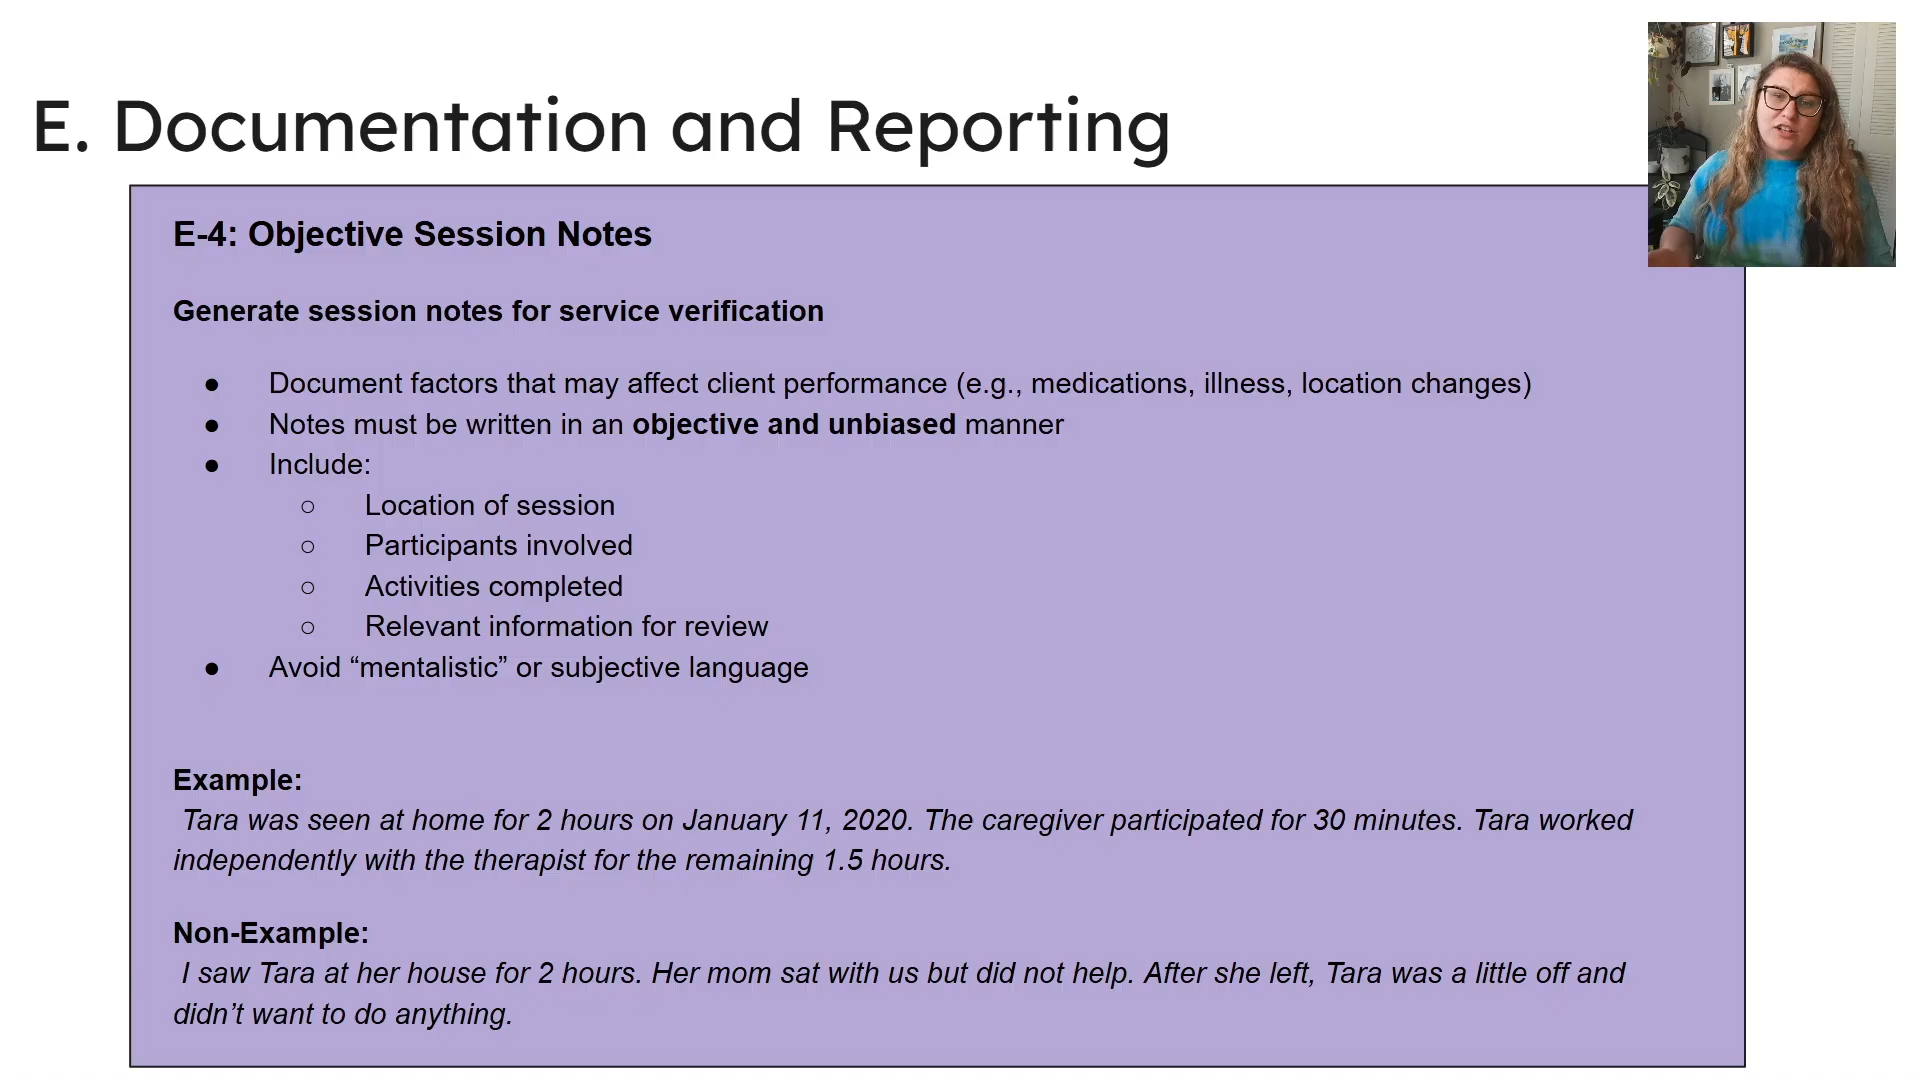 E. Documentation and Reporting
E-4: Objective Session Notes
Generate session notes for service verification
● Document factors that may affect client performance (e.g., medications, illness, location changes)
● Notes must be written in an objective and unbiased manner
● Include:
○ Location of session
○ Participants involved
○ Activities completed
○ Relevant information for review
● Avoid “mentalistic” or subjective language
Example:
Tara was seen at home for 2 hours on January 11, 2020. The caregiver participated for 30 minutes. Tara worked
independently with the therapist for the remaining 1.5 hours.
Non-Example:
I saw Tara at her house for 2 hours. Her mom sat with us but did not help. After she left, Tara was a little off and
didn’t want to do anything.